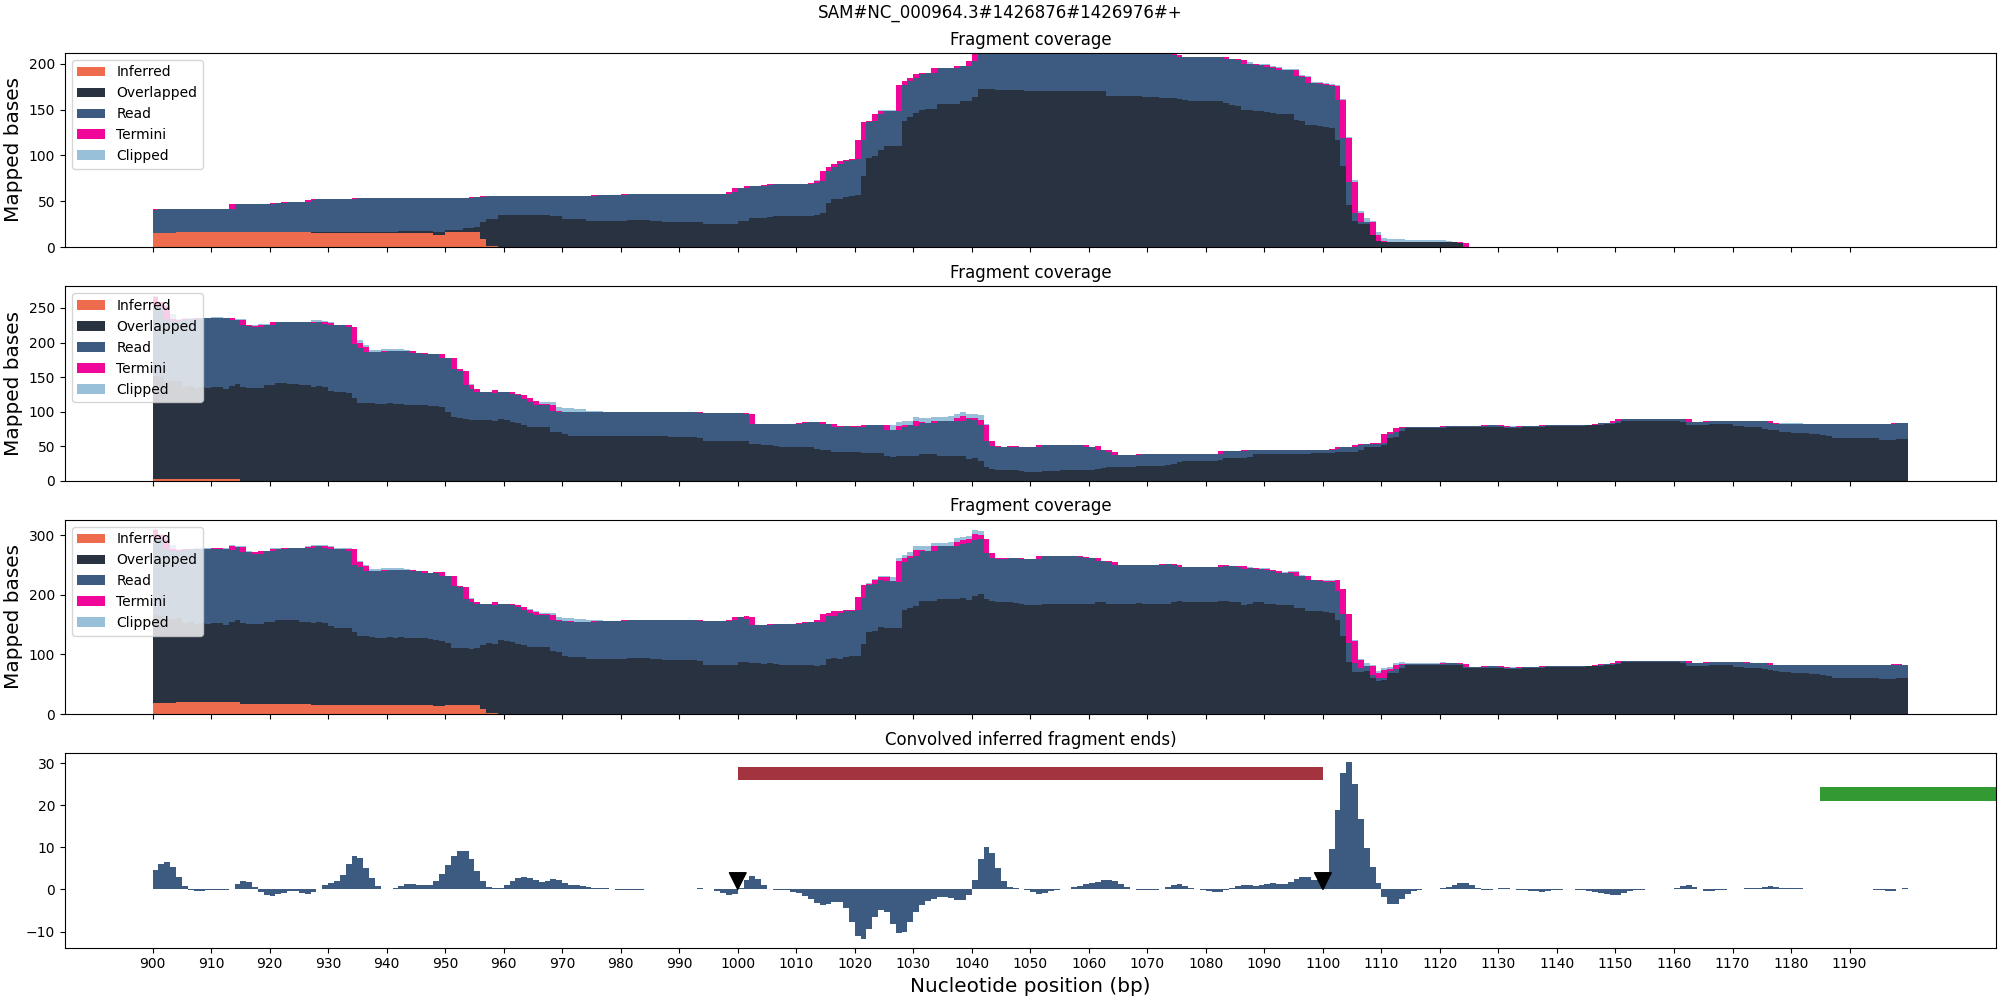 SAM#NC_000964.3#1426876#1426976#+
Fragment coverage
Mapped bases
200
150
100
50
0
Inferred
Overlapped
Read
Termini
Clipped
Fragment coverage
Mapped bases
250
200
150
100
50
0
Inferred
Overlapped
Read
Termini
Clipped
Fragment coverage
Mapped bases
300
200
100
0
Inferred
Overlapped
Read
Termini
Clipped
Convolved inferred fragment ends)
30
20
10
0
−10
900 910 920 930 940 950 960 970 980 990 1000 1010 1020 1030 1040 1050 1060 1070 1080 1090 1100 1110 1120 1130 1140 1150 1160 1170 1180 1190
Nucleotide position (bp)